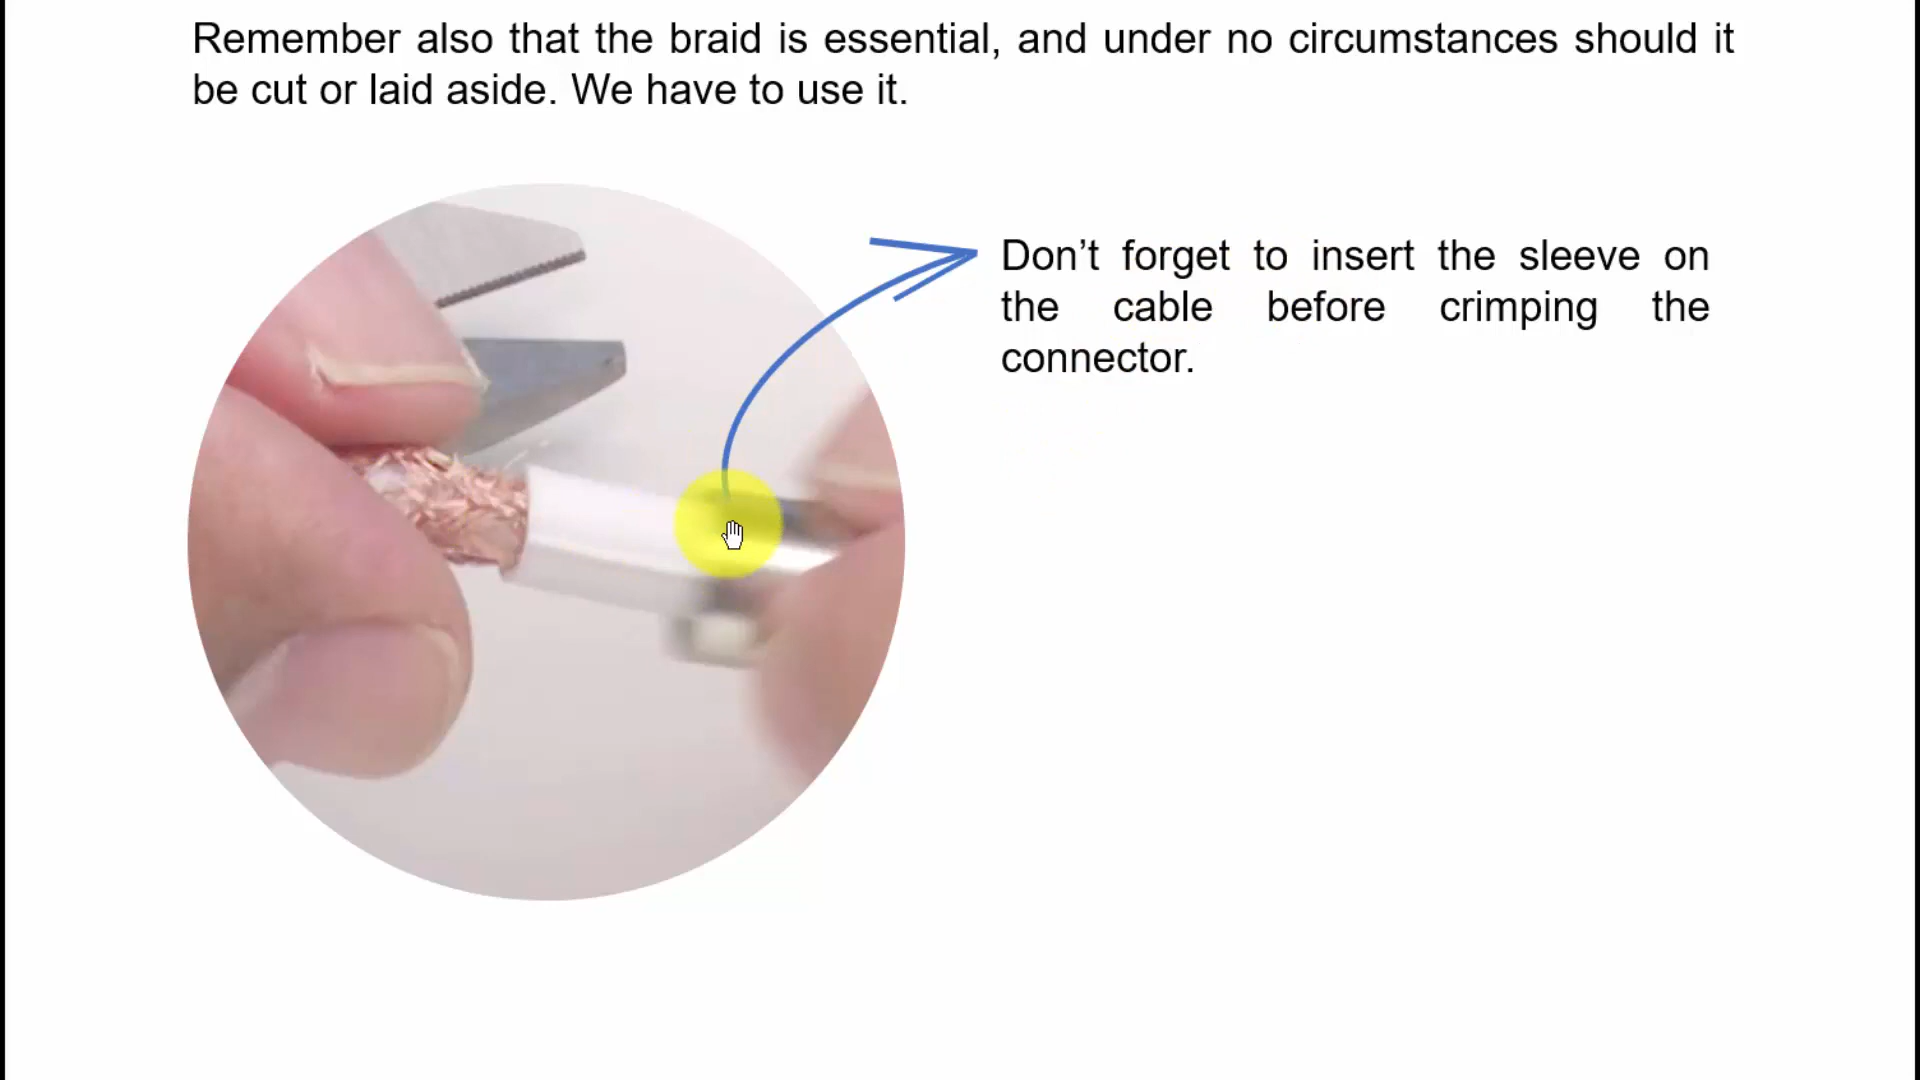 Remember also that the braid is essential, and under no circumstances should it
be cut or laid aside. We have to use it.
Don’t forget to insert the sleeve on
the cable before crimping the
connector.